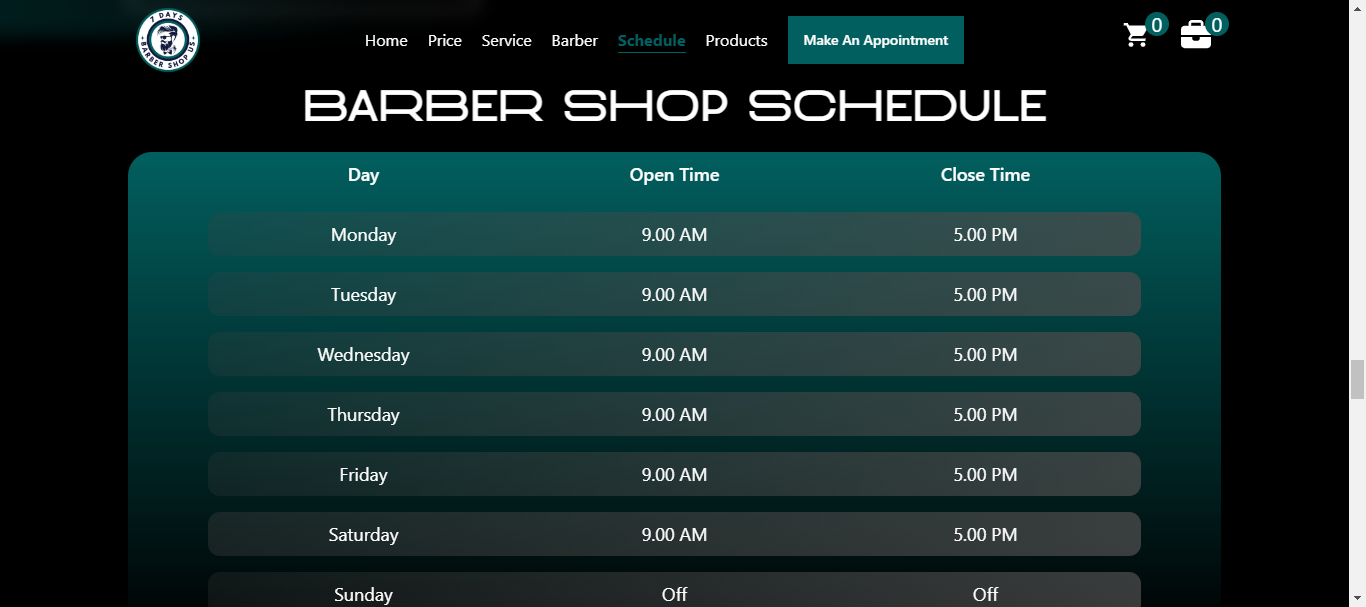 7 DAYS
BARBER SHOP US
Home Price Service Barber Schedule Products Make An Appointment 0 0
BARBER SHOP SCHEDULE
Day Open Time Close Time
Monday 9.00 AM 5.00 PM
Tuesday 9.00 AM 5.00 PM
Wednesday 9.00 AM 5.00 PM
Thursday 9.00 AM 5.00 PM
Friday 9.00 AM 5.00 PM
Saturday 9.00 AM 5.00 PM
Sunday Off Off